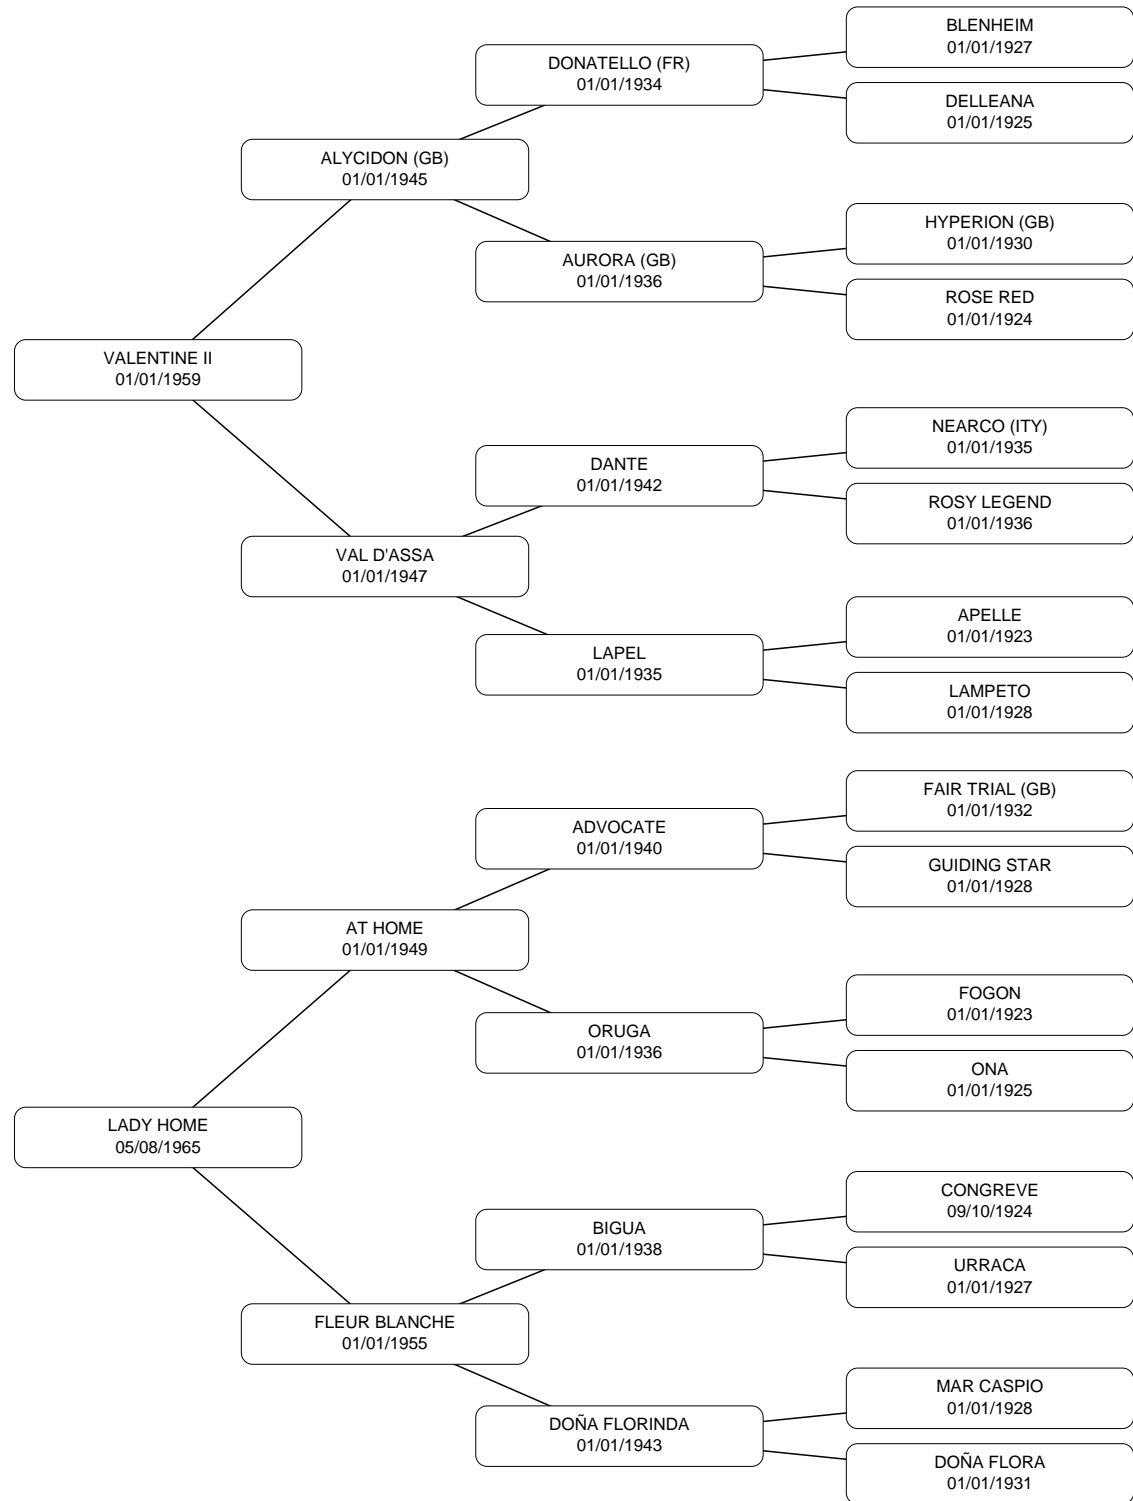 BLENHEIM
01/01/1927
DONATELLO (FR)
01/01/1934
DELLEANA
01/01/1925
ALYCIDON (GB)
01/01/1945
HYPERION (GB)
01/01/1930
AURORA (GB)
01/01/1936
ROSE RED
01/01/1924
VALENTINE II
01/01/1959
NEARCO (ITY)
01/01/1935
DANTE
01/01/1942
ROSY LEGEND
01/01/1936
VAL D'ASSA
01/01/1947
APELLE
01/01/1923
LAPEL
01/01/1935
LAMPETO
01/01/1928
FAIR TRIAL (GB)
01/01/1932
ADVOCATE
01/01/1940
GUIDING STAR
01/01/1928
AT HOME
01/01/1949
FOGON
01/01/1923
ORUGA
01/01/1936
ONA
01/01/1925
LADY HOME
05/08/1965
CONGREVE
09/10/1924
BIGUA
01/01/1938
URRACA
01/01/1927
FLEUR BLANCHE
01/01/1955
MAR CASPIO
01/01/1928
DOÑA FLORINDA
01/01/1943
DOÑA FLORA
01/01/1931